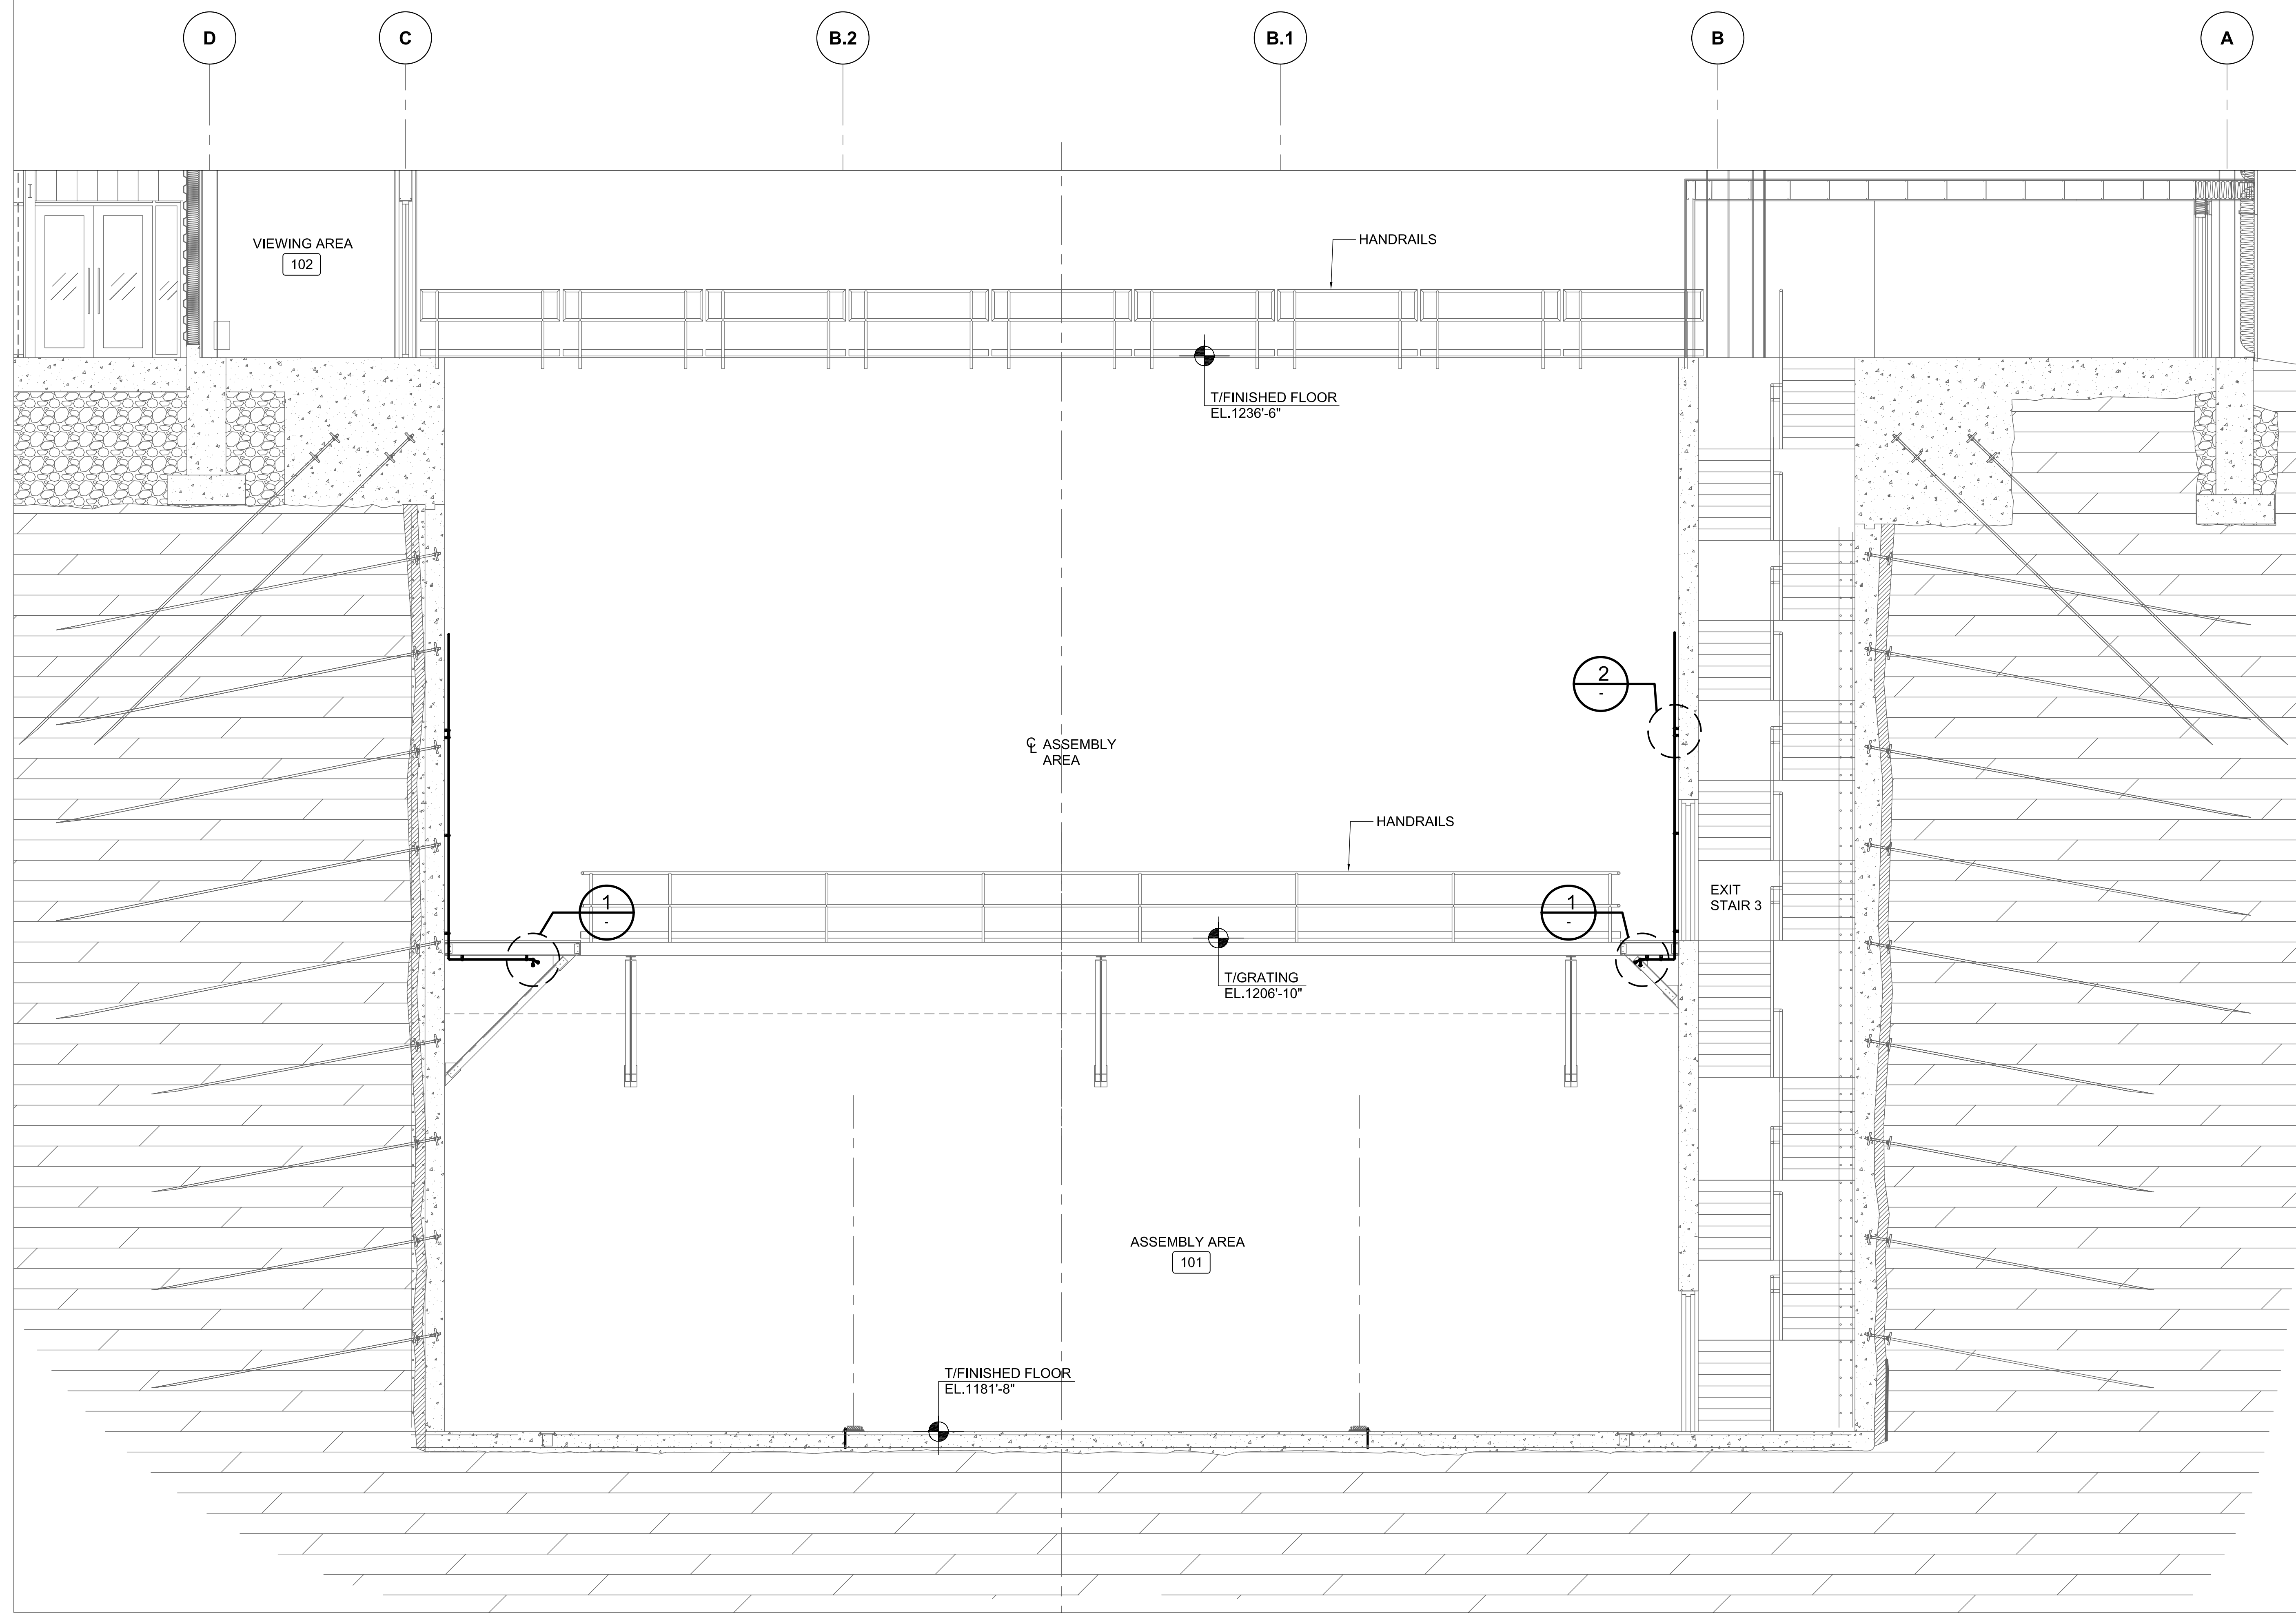 D
C
B.2
B.1
B
A
VIEWING AREA
102
HANDRAILS
T/FINISHED FLOOR
EL.1236'-6"
2
-
℄ ASSEMBLY
AREA
HANDRAILS
1
-
1
-
EXIT
STAIR 3
T/GRATING
EL.1206'-10"
ASSEMBLY AREA
101
T/FINISHED FLOOR
EL.1181'-8"